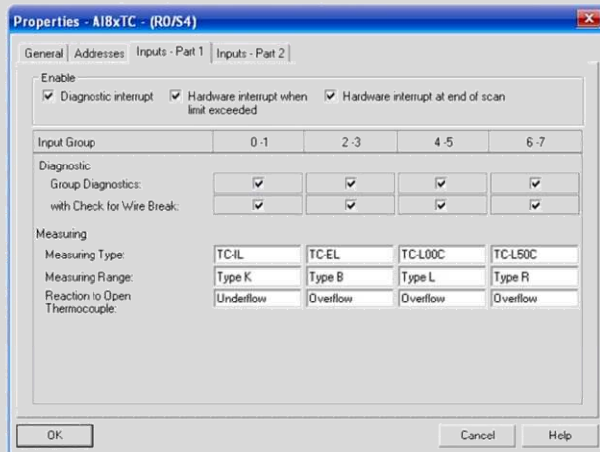 Properties - AI8xTC - (R0/S4)
General Addresses Inputs - Part 1 Inputs - Part 2
Enable
Diagnostic interrupt Hardware interrupt when limit exceeded Hardware interrupt at end of scan
Input Group 0 -1 2 -3 4 -5 6 -7
Diagnostic
Group Diagnostics:
with Check for Wire Break:
Measuring
Measuring Type: TC-IL TC-EL TC-L00C TC-L50C
Measuring Range: Type K Type B Type L Type R
Reaction to Open Thermocouple: Underflow Overflow Overflow Overflow
OK Cancel Help